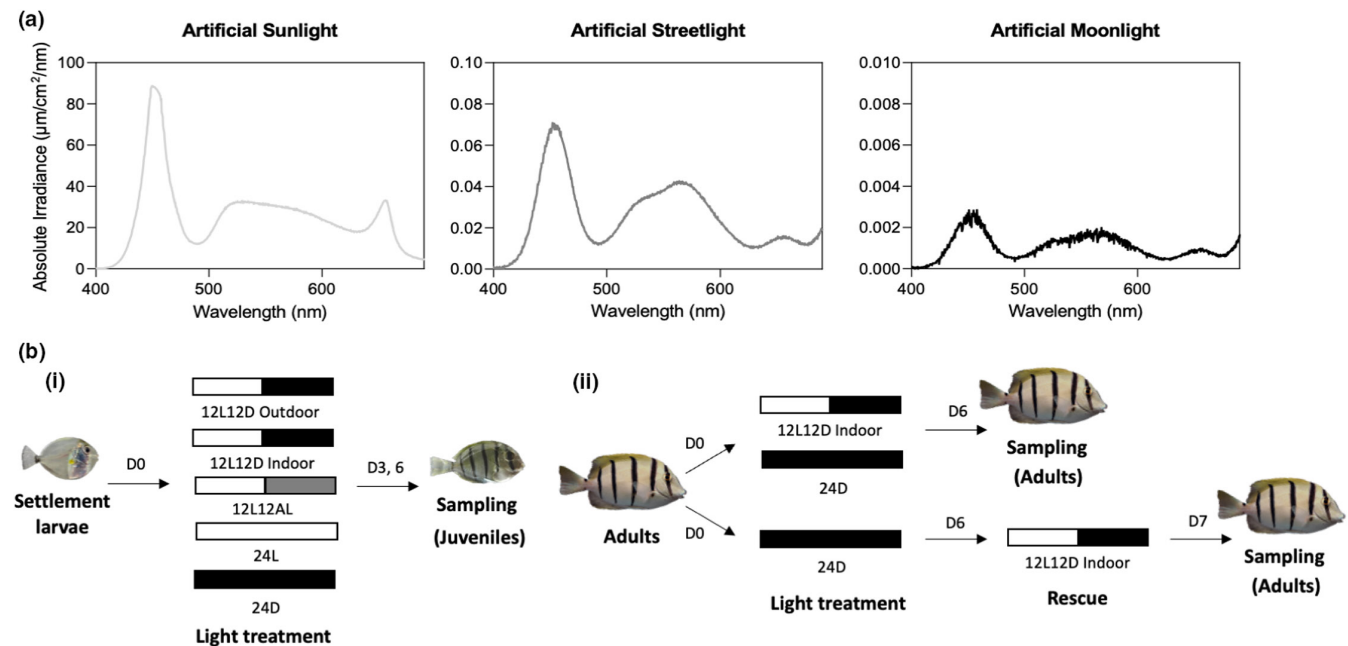 (a)
Artificial Sunlight
Artificial Streetlight
Artificial Moonlight
Absolute Irradiance (µm/cm²/nm)
100
80
60
40
20
0
400
500
600
Wavelength (nm)
0.10
0.08
0.06
0.04
0.02
0.00
400
500
600
Wavelength (nm)
0.010
0.008
0.006
0.004
0.002
0.000
400
500
600
Wavelength (nm)
(b)
(i)
Settlement
larvae
D0
12L12D Outdoor
12L12D Indoor
12L12AL
24L
24D
Light treatment
D3, 6
Sampling
(Juveniles)
(ii)
Adults
D0
D0
12L12D Indoor
24D
24D
Light treatment
D6
Sampling
(Adults)
D6
12L12D Indoor
Rescue
D7
Sampling
(Adults)